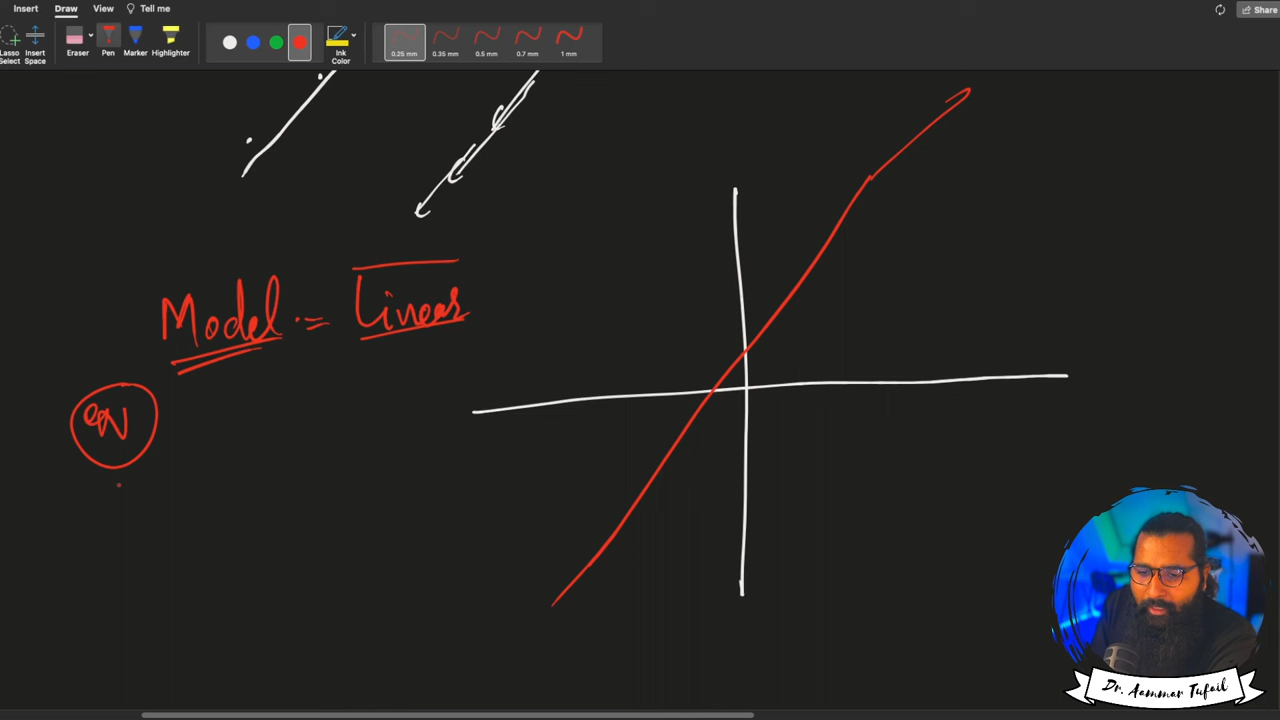 Insert Draw View Tell me Share
Lasso Select Insert Space Eraser Pen Marker Highlighter Ink Color 0.25 mm 0.35 mm 0.5 mm 0.7 mm 1 mm
Model := Linear
Dr. Aammar Tufail